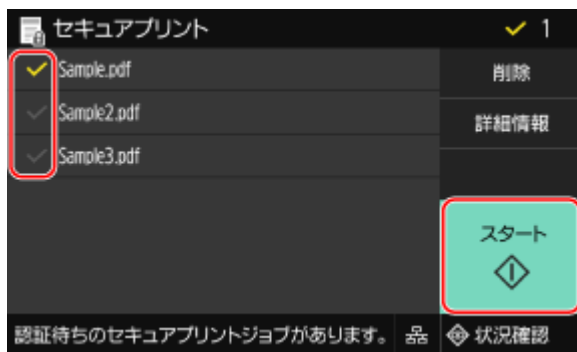 セキュアプリント
1
Sample.pdf
Sample2.pdf
Sample3.pdf
削除
詳細情報
スタート
認証待ちのセキュアプリントジョブがあります。
状況確認